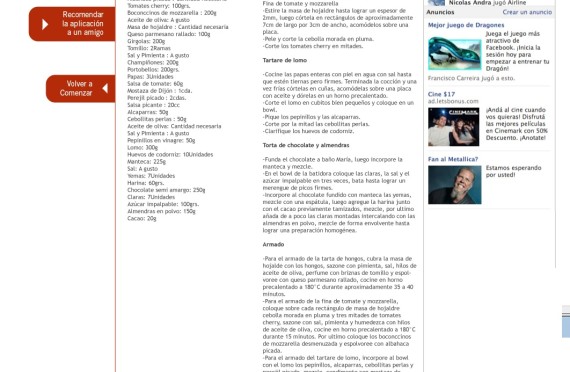 Recomendar
la aplicación
a un amigo
Volver a
Comenzar
Tomates cherry: 100grs.
Boconccinos de mozzarella : 200g
Aceite de oliva: A gusto
Masa de hojaldre : Cantidad necesaria
Queso parmesano rallado: 100g
Girgolas: 200g
Tomillo: 2Ramas
Sal y Pimienta : A gusto
Champiñones: 200g
Portobellos: 200grs.
Papas: 3Unidades
Salsa de tomate: 60g
Mostaza de Dijón : 1cda.
Perejil picado : 2cdas.
Salsa picante : 20cc
Alcaparras: 50g
Cebollitas perlas : 50g
Aceite de oliva: Cantidad necesaria
Sal y Pimienta : A gusto
Pepinillos en vinagre: 50g
Lomo: 300g
Huevos de codorniz: 10Unidades
Manteca: 225g
Sal: A gusto
Yemas: 7Unidades
Harina: 60grs.
Chocolate semi amargo: 250g
Claras: 7Unidades
Azúcar impalpable: 100grs.
Almendras en polvo: 150g
Cacao: 20g
Fina de tomate y mozzarella
-Estire la masa de hojaldre hasta lograr un espesor de
2mm, luego córtela en rectángulos de aproximadamente
7cm de largo por 3cm de ancho, acomódelos sobre una
placa.
-Pele y corte la cebolla morada en pluma.
-Corte los tomates cherry en mitades.
Tartare de lomo
-Cocine las papas enteras con piel en agua con sal hasta
que estén tiernas pero firmes. Terminada la cocción y una
vez frías córtelas en cuñas, acomódelas sobre una placa
con aceite y dórelas en un horno precalentado.
-Corte el lomo en cubitos bien pequeños y coloque en un
bowl.
-Pique los pepinillos y las alcaparras.
-Corte por la mitad las cebollitas perlas.
-Clarifique los huevos de codorniz.
Torta de chocolate y almendras
-Funda el chocolate a baño María, luego incorpore la
manteca y mezcle.
-En el bowl de la batidora coloque las claras, la sal y el
azúcar impalpable en tres veces, bata hasta lograr un
merengue de picos firmes.
-Incorpore al chocolate fundido con manteca las yemas,
mezcle con una espátula, luego agregue la harina junto
con el cacao previamente tamizados, mezcle, por ultimo
añada de a poco las claras montadas intercalando con las
almendras en polvo, mezcle de forma envolvente hasta
lograr una preparación homogénea.
Armado
-Para el armado de la tarta de hongos, cubra la masa de
hojalde con los hongos, sazone con pimienta, sal, hilos de
aceite de oliva, perfume con briznas de tomillo y espol-
voree con queso parmesano rallado, cocine en horno
precalentado a 180°C durante aproximadamente 35 a 40
minutos.
-Para el armado de la fina de tomate y mozzarella,
coloque sobre cada rectángulo de masa de hojaldre
cebolla morada en pluma y tres mitades de tomates
cherry, sazone con sal, pimienta y humedezca con hilos
de aceite de oliva, cocine en horno precalentado a 180°C
durante 15 minutos. Por ultimo coloque los boconccinos
de mozzarella desmenuzada y espolvoree con albahaca
picada.
-Para el armado del tartare de lomo, incorpore al bowl
con el lomo los pepinillos, alcaparras, cebollitas perlas y
Nicolas Andra jugó Airline
Anuncios Crear un anuncio
Mejor juego de Dragones
Juega el juego más
atractivo de
Facebook. ¡Inicia la
sesión hoy para
empezar a entrenar tu
Dragón!
Francisco Carreira jugó a esto.
Cine $17
ad.letsbonus.com
¡Andá al cine cuando
vos quieras! Disfrutá
las mejores películas
en Cinemark con 50%
Descuento. ¡Anotate!
Fan al Metallica?
Estamos esperando
por usted!